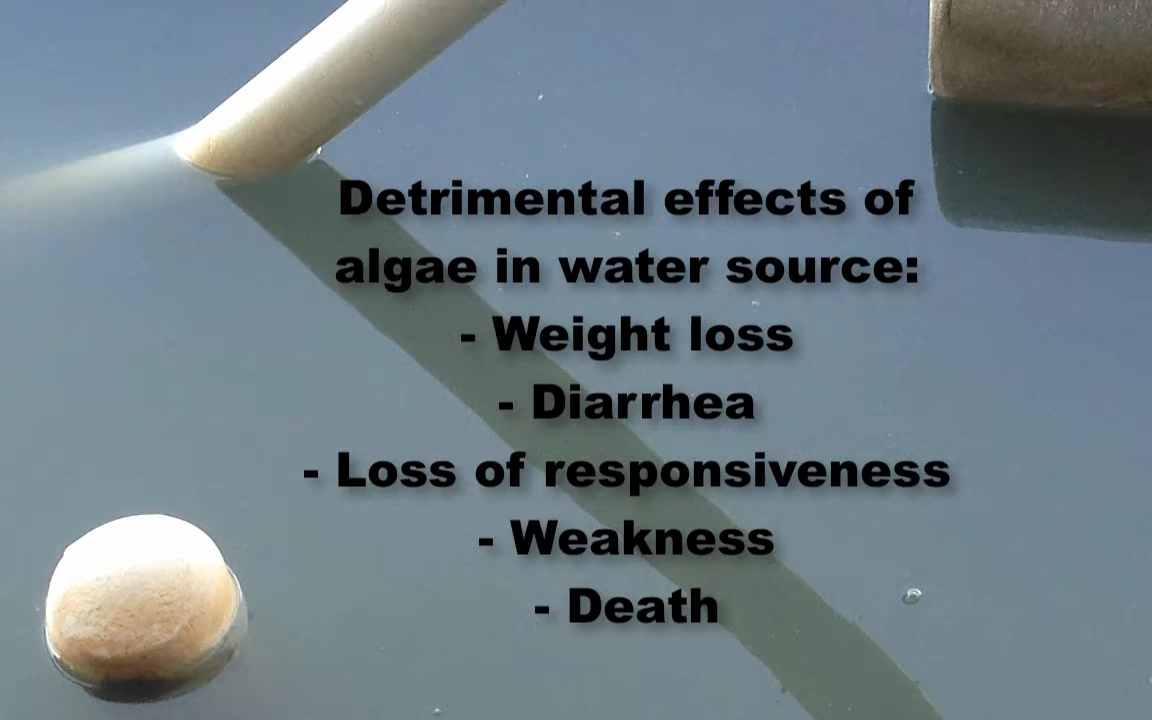 Detrimental effects of
algae in water source:
- Weight loss
- Diarrhea
- Loss of responsiveness
- Weakness
- Death